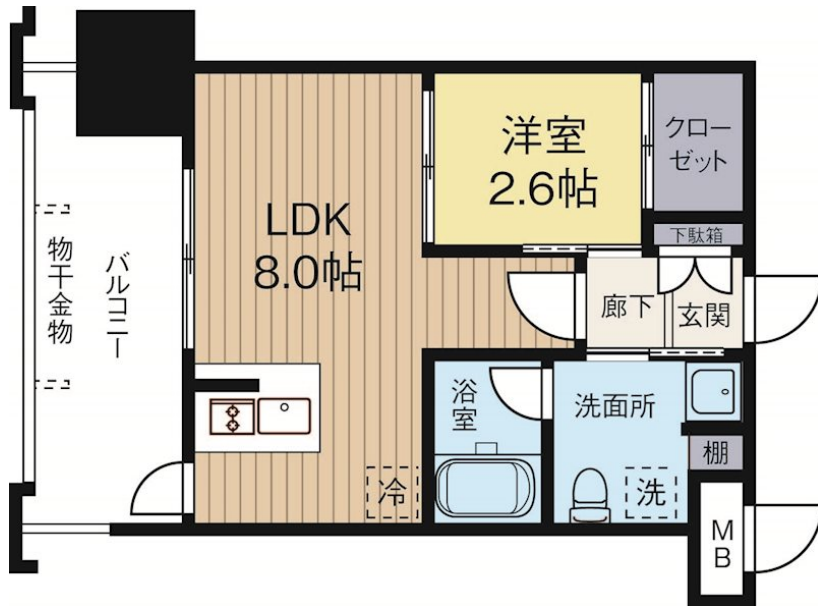 洋室
2.6帖
クロー
ゼット
下駄箱
LDK
8.0帖
物干金物
バルコニー
廊下
玄関
浴室
洗面所
棚
冷
洗
MB